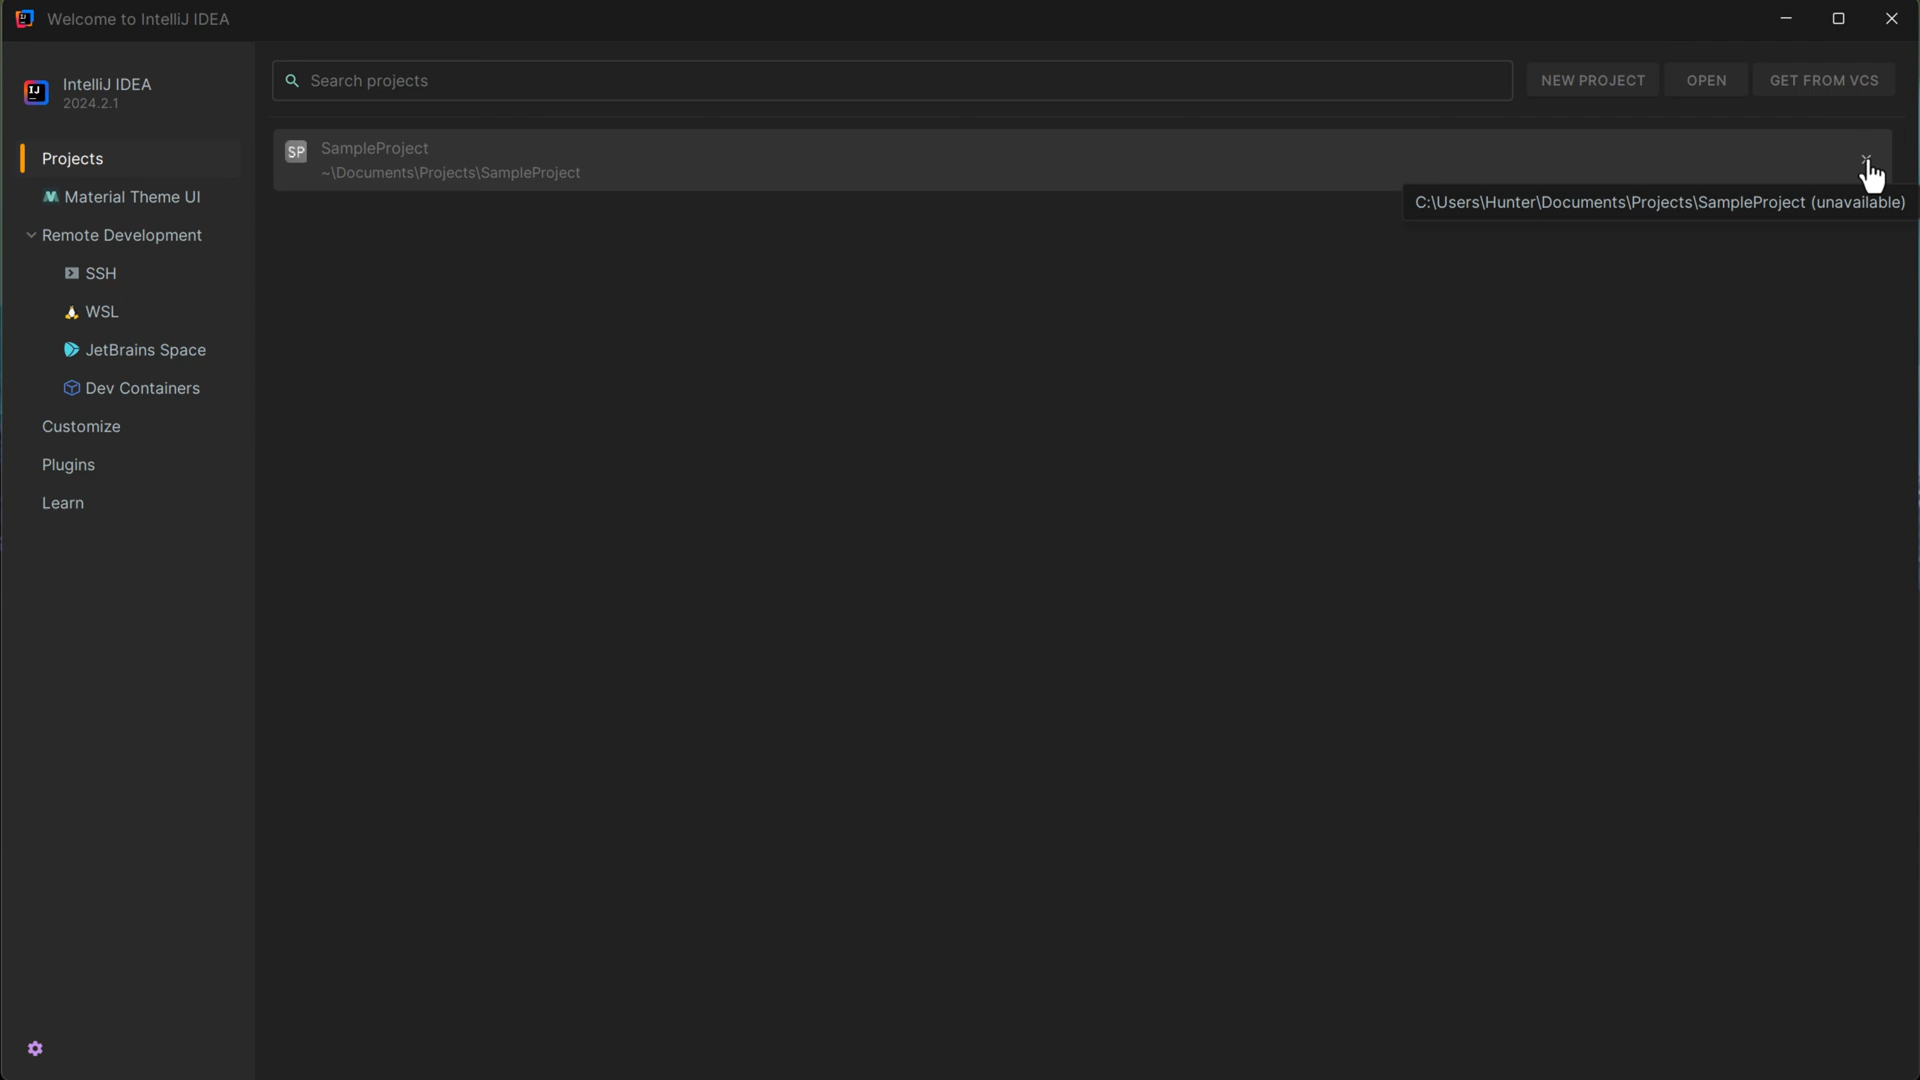 Welcome to IntelliJ IDEA
IntelliJ IDEA
2024.2.1
Search projects
NEW PROJECT
OPEN
GET FROM VCS
Projects
Material Theme UI
Remote Development
SSH
WSL
JetBrains Space
Dev Containers
Customize
Plugins
Learn
SP
SampleProject
~\Documents\Projects\SampleProject
C:\Users\Hunter\Documents\Projects\SampleProject (unavailable)